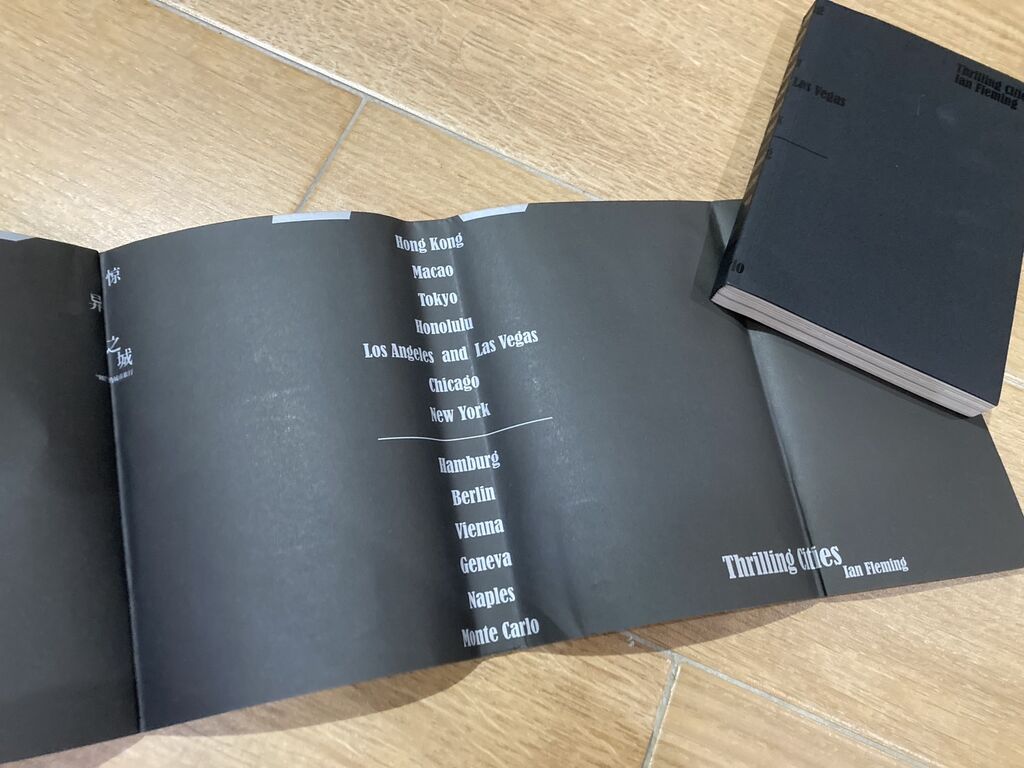 惊
异
之
城
Hong Kong
Macao
Tokyo
Honolulu
Los Angeles and Las Vegas
Chicago
New York
Hamburg
Berlin
Vienna
Geneva
Naples
Monte Carlo
Thrilling Cities
Ian Fleming
Thrilling Cities
Ian Fleming
Las Vegas
10